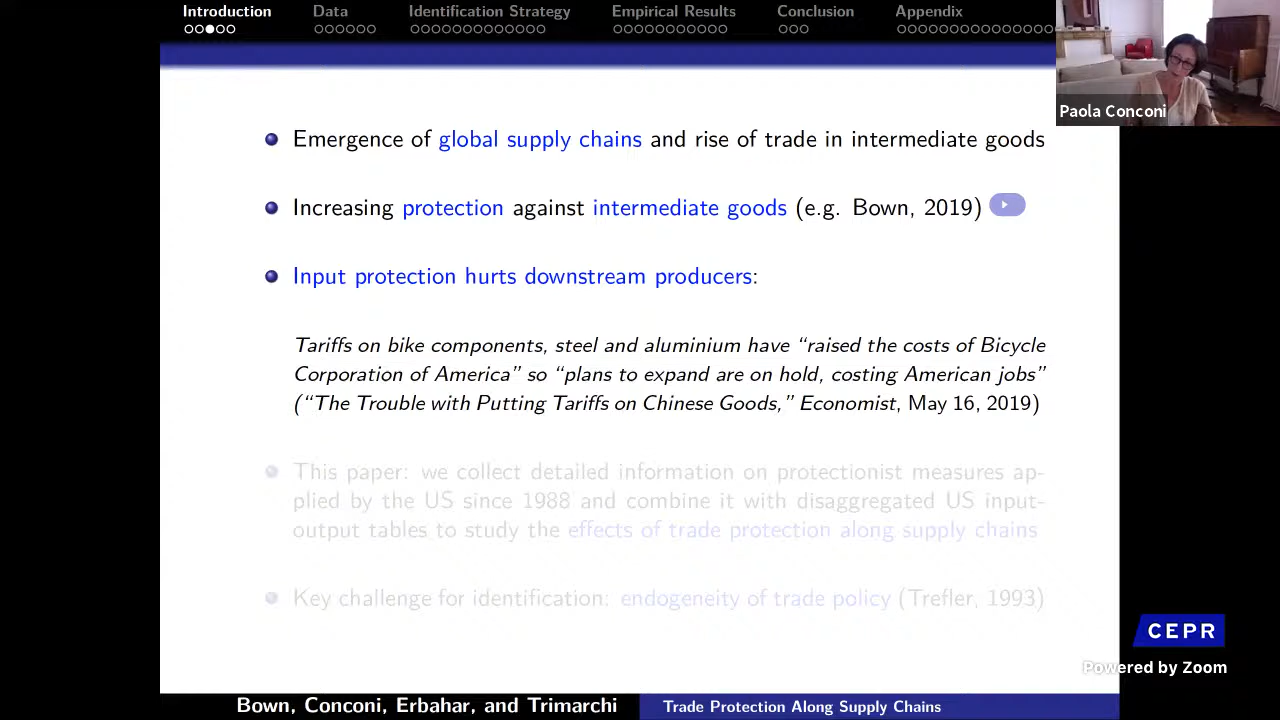 Introduction Data Identification Strategy Empirical Results Conclusion Appendix
Paola Conconi
Emergence of global supply chains and rise of trade in intermediate goods
Increasing protection against intermediate goods (e.g. Bown, 2019)
Input protection hurts downstream producers:
Tariffs on bike components, steel and aluminium have “raised the costs of Bicycle
Corporation of America” so “plans to expand are on hold, costing American jobs”
(“The Trouble with Putting Tariffs on Chinese Goods,” Economist, May 16, 2019)
This paper: we collect detailed information on protectionist measures ap-
plied by the US since 1988 and combine it with disaggregated US input-
output tables to study the effects of trade protection along supply chains
Key challenge for identification: endogeneity of trade policy (Trefler, 1993)
CEPR
Powered by Zoom
Bown, Conconi, Erbahar, and Trimarchi Trade Protection Along Supply Chains